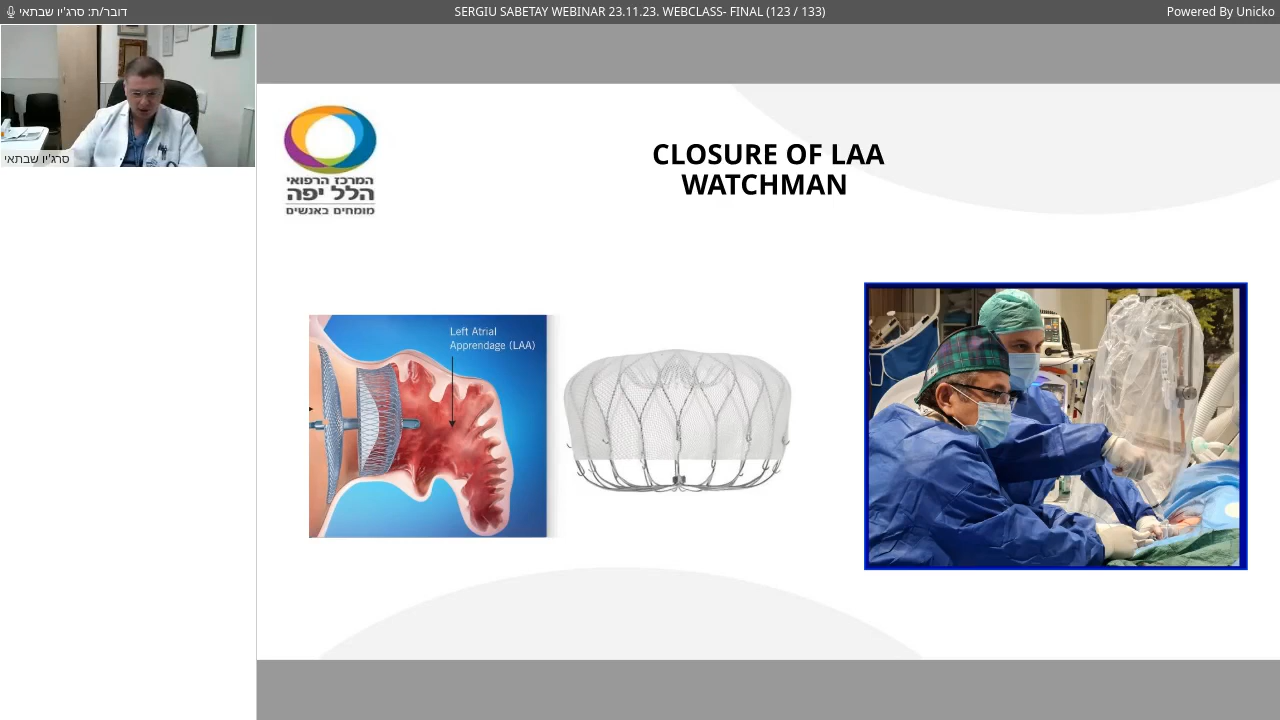 דובר/ת: סרג'יו שבתאי
SERGIU SABETAY WEBINAR 23.11.23. WEBCLASS- FINAL (123 / 133)
Powered By Unicko
סרג'יו שבתאי
המרכז הרפואי
הלל יפה
מומחים באנשים
CLOSURE OF LAA
WATCHMAN
Left Atrial
Apprendage (LAA)